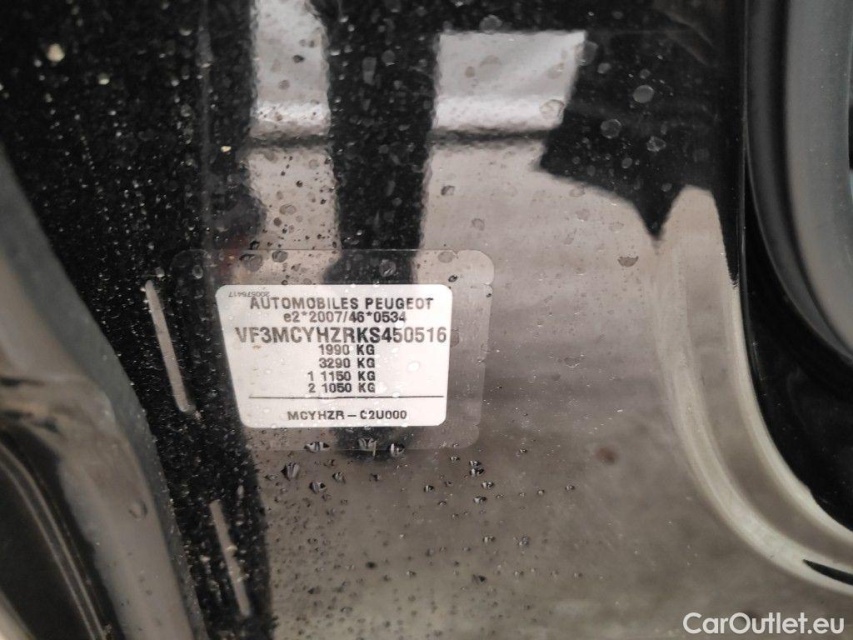 200575417
AUTOMOBILES PEUGEOT
e2*2007/46*0534
VF3MCYHZRKS450516
1990 KG
3290 KG
1 1150 KG
2 1050 KG
MCYHZR - C2U000
CarOutlet.eu